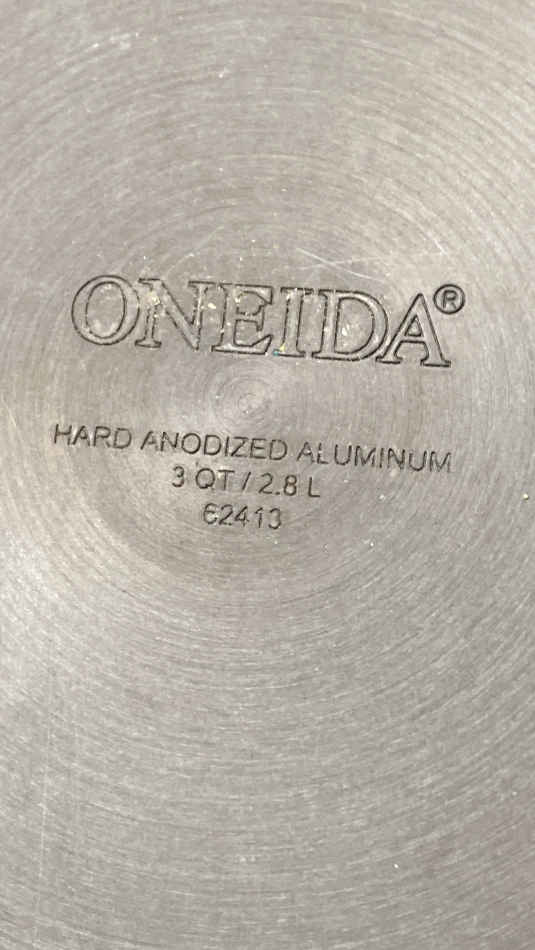 ONEIDA®
HARD ANODIZED ALUMINUM
3 QT / 2.8 L
62413